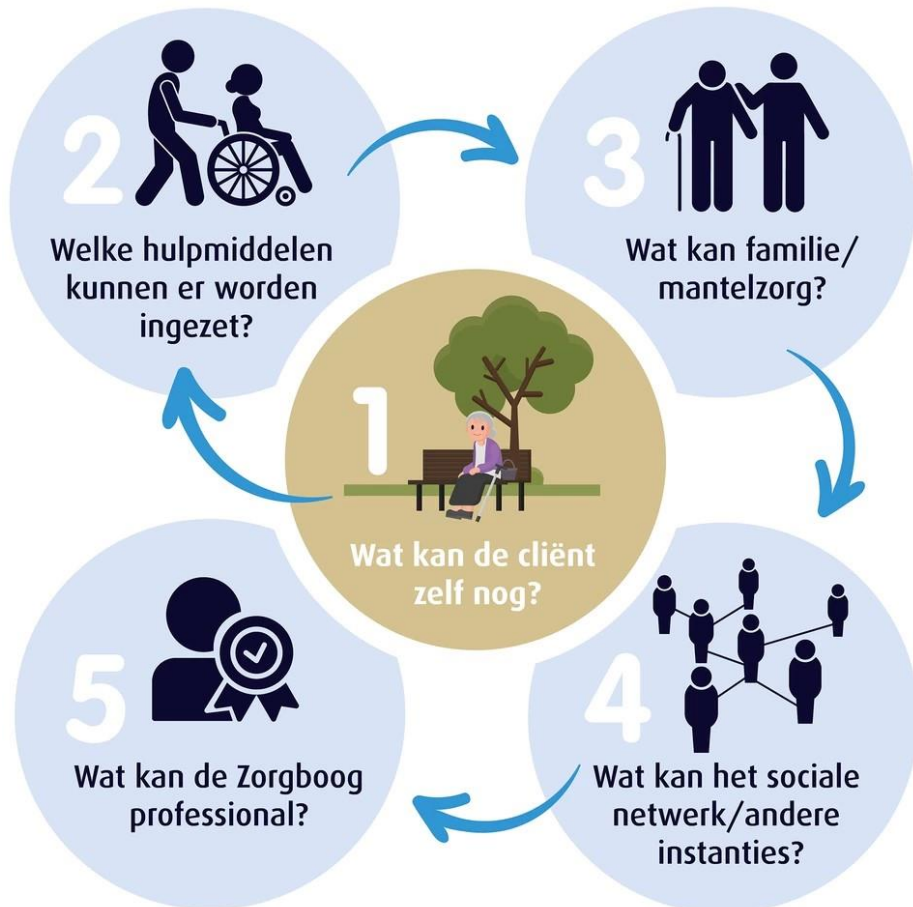 1
Wat kan de cliënt
zelf nog?
2
Welke hulpmiddelen
kunnen er worden
ingezet?
3
Wat kan familie/
mantelzorg?
4
Wat kan het sociale
netwerk/andere
instanties?
5
Wat kan de Zorgboog
professional?